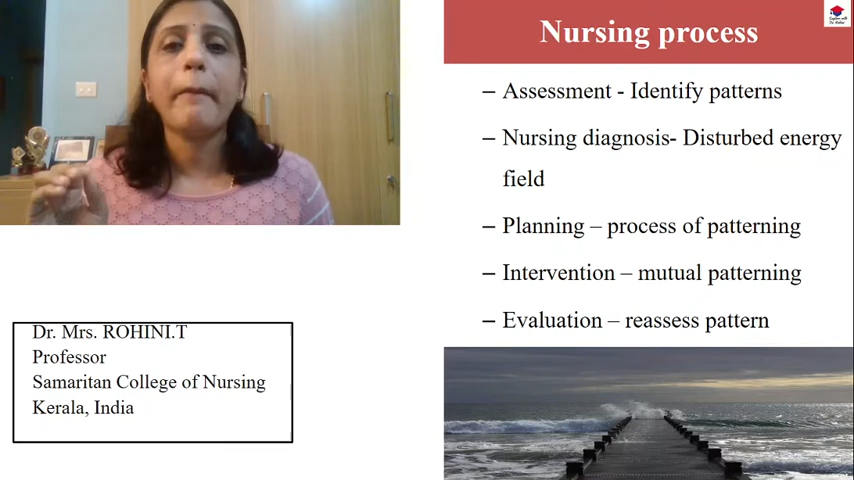 Nursing process
– Assessment - Identify patterns
– Nursing diagnosis- Disturbed energy
field
– Planning – process of patterning
– Intervention – mutual patterning
– Evaluation – reassess pattern
Dr. Mrs. ROHINI.T
Professor
Samaritan College of Nursing
Kerala, India